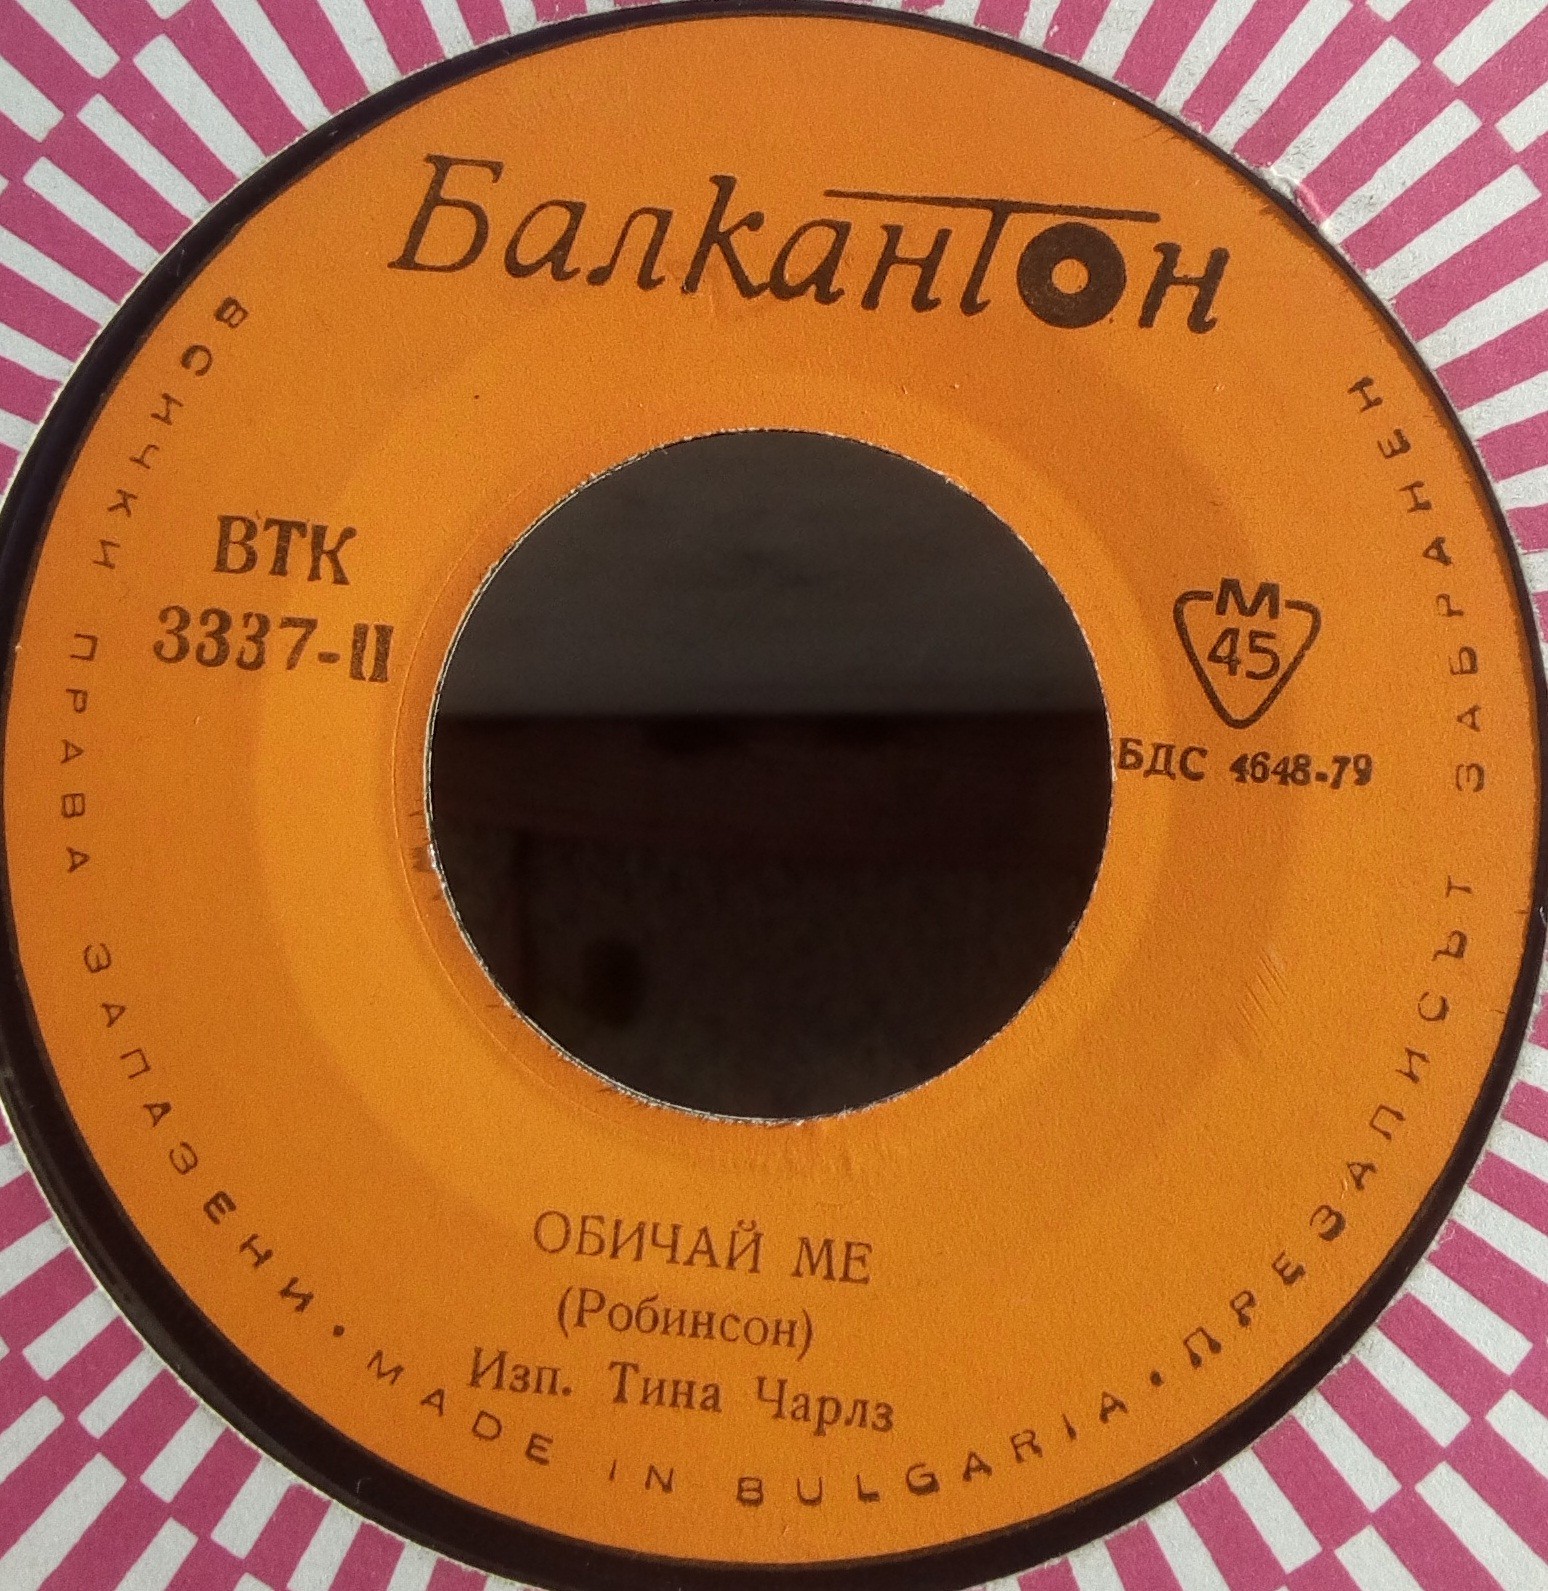 Балкантон
ВТК
3337-II
М
45
БДС 4648-79
ОБИЧАЙ МЕ
(Робинсон)
Изп. Тина Чарлз
ВСИЧКИ ПРАВА ЗАПАЗЕНИ · MADE IN BULGARIA · ПРЕЗАПИСЪТ ЗАБРАНЕН